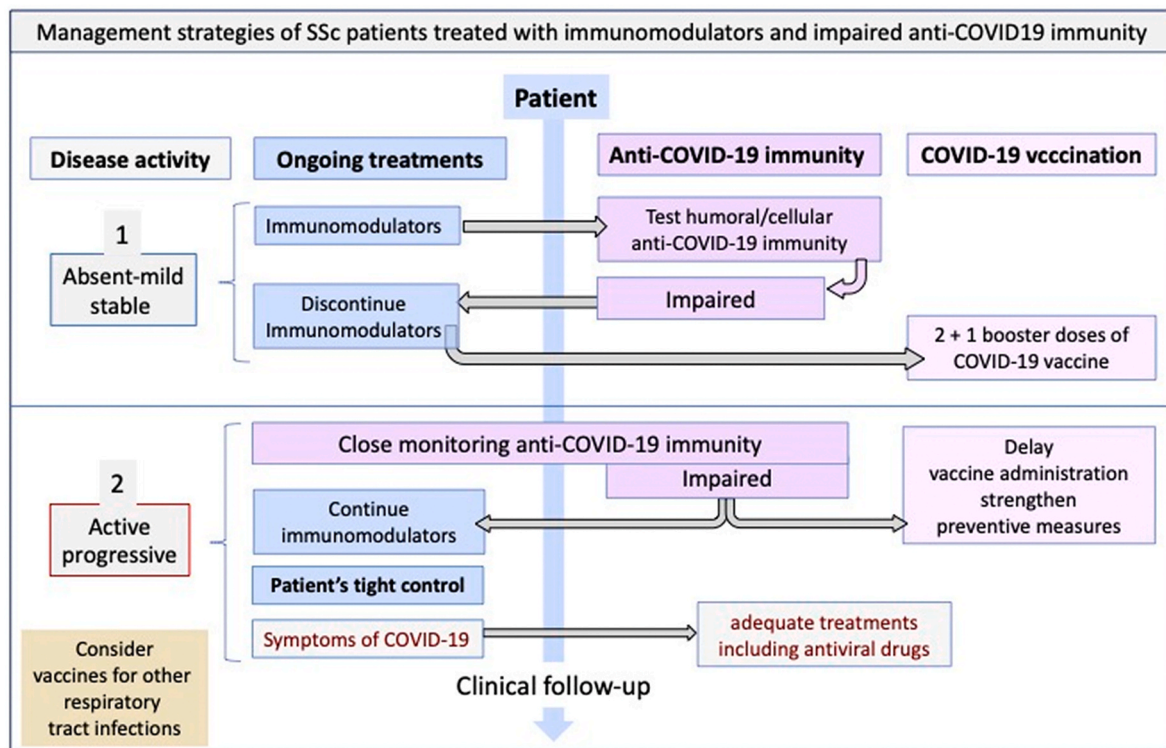 Management strategies of SSc patients treated with immunomodulators and impaired anti-COVID19 immunity
Patient
Disease activity
Ongoing treatments
Anti-COVID-19 immunity
COVID-19 vcccination
1
Absent-mild
stable
Immunomodulators
Test humoral/cellular
anti-COVID-19 immunity
Impaired
Discontinue
Immunomodulators
2 + 1 booster doses of
COVID-19 vaccine
2
Active
progressive
Close monitoring anti-COVID-19 immunity
Impaired
Continue
immunomodulators
Delay
vaccine administration
strengthen
preventive measures
Patient's tight control
Symptoms of COVID-19
adequate treatments
including antiviral drugs
Consider
vaccines for other
respiratory
tract infections
Clinical follow-up